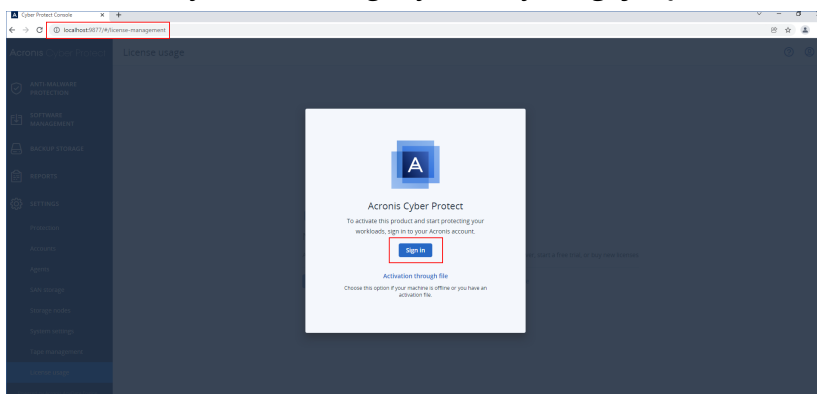 Cyber Protect Console
localhost:9877/#/license-management
Acronis Cyber Protect
License usage
ANTI-MALWARE
PROTECTION
SOFTWARE
MANAGEMENT
BACKUP STORAGE
REPORTS
SETTINGS
Protection
Accounts
Agents
Storage nodes
System settings
Tape management
License usage
A
Acronis Cyber Protect
To activate this product and start protecting your
workloads, sign in to your Acronis account.
Sign in
Activation through file
Choose this option if your machine is offline or you have an
activation file.